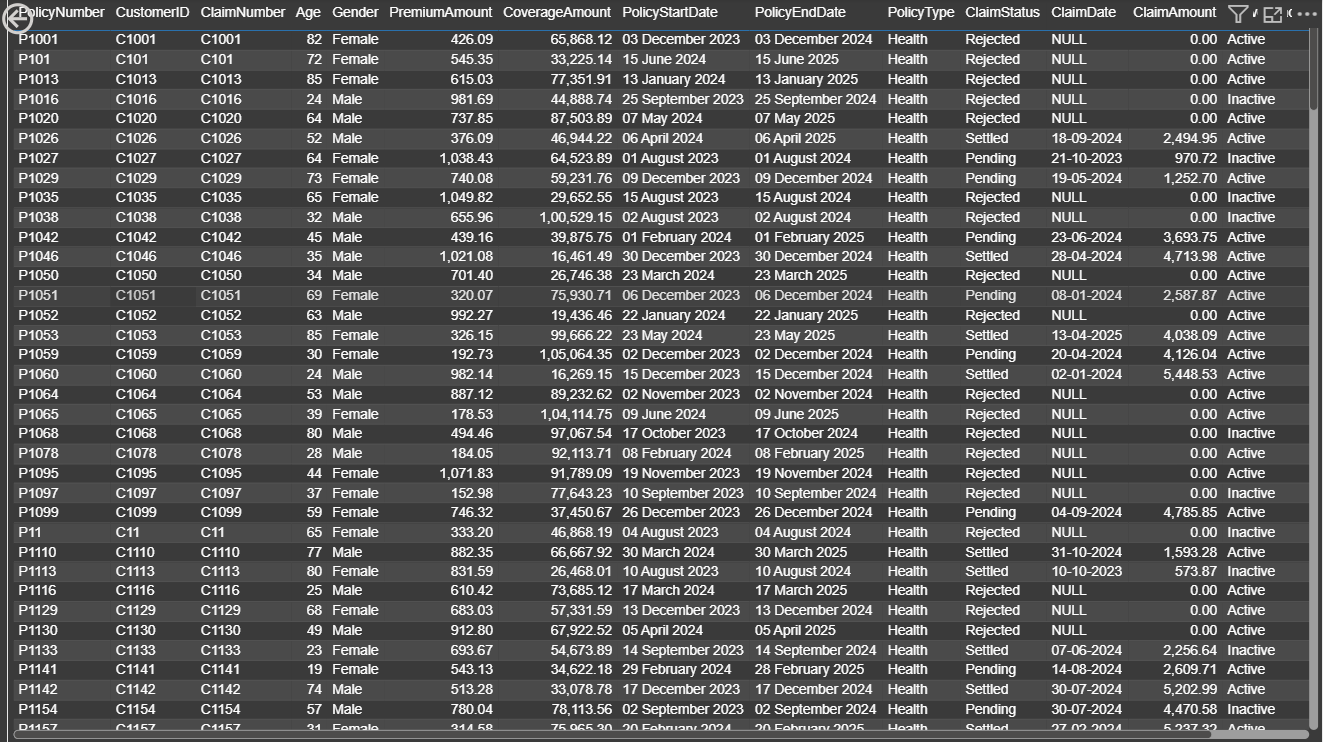 PolicyNumber CustomerID ClaimNumber Age Gender PremiumAmount CoverageAmount PolicyStartDate PolicyEndDate PolicyType ClaimStatus ClaimDate ClaimAmount
P1001 C1001 C1001 82 Female 426.09 65,868.12 03 December 2023 03 December 2024 Health Rejected NULL 0.00 Active
P101 C101 C101 72 Female 545.35 33,225.14 15 June 2024 15 June 2025 Health Rejected NULL 0.00 Active
P1013 C1013 C1013 85 Female 615.03 77,351.91 13 January 2024 13 January 2025 Health Rejected NULL 0.00 Active
P1016 C1016 C1016 24 Male 981.69 44,888.74 25 September 2023 25 September 2024 Health Rejected NULL 0.00 Inactive
P1020 C1020 C1020 64 Male 737.85 87,503.89 07 May 2024 07 May 2025 Health Rejected NULL 0.00 Active
P1026 C1026 C1026 52 Male 376.09 46,944.22 06 April 2024 06 April 2025 Health Settled 18-09-2024 2,494.95 Active
P1027 C1027 C1027 64 Female 1,038.43 64,523.89 01 August 2023 01 August 2024 Health Pending 21-10-2023 970.72 Inactive
P1029 C1029 C1029 73 Female 740.08 59,231.76 09 December 2023 09 December 2024 Health Pending 19-05-2024 1,252.70 Active
P1035 C1035 C1035 65 Female 1,049.82 29,652.55 15 August 2023 15 August 2024 Health Rejected NULL 0.00 Inactive
P1038 C1038 C1038 32 Male 655.96 1,00,529.15 02 August 2023 02 August 2024 Health Rejected NULL 0.00 Inactive
P1042 C1042 C1042 45 Male 439.16 39,875.75 01 February 2024 01 February 2025 Health Pending 23-06-2024 3,693.75 Active
P1046 C1046 C1046 35 Male 1,021.08 16,461.49 30 December 2023 30 December 2024 Health Settled 28-04-2024 4,713.98 Active
P1050 C1050 C1050 34 Male 701.40 26,746.38 23 March 2024 23 March 2025 Health Rejected NULL 0.00 Active
P1051 C1051 C1051 69 Female 320.07 75,930.71 06 December 2023 06 December 2024 Health Pending 08-01-2024 2,587.87 Active
P1052 C1052 C1052 63 Male 992.27 19,436.46 22 January 2024 22 January 2025 Health Rejected NULL 0.00 Active
P1053 C1053 C1053 85 Female 326.15 99,666.22 23 May 2024 23 May 2025 Health Settled 13-04-2025 4,038.09 Active
P1059 C1059 C1059 30 Female 192.73 1,05,064.35 02 December 2023 02 December 2024 Health Pending 20-04-2024 4,126.04 Active
P1060 C1060 C1060 24 Male 982.14 16,269.15 15 December 2023 15 December 2024 Health Settled 02-01-2024 5,448.53 Active
P1064 C1064 C1064 53 Male 887.12 89,232.62 02 November 2023 02 November 2024 Health Rejected NULL 0.00 Active
P1065 C1065 C1065 39 Female 178.53 1,04,114.75 09 June 2024 09 June 2025 Health Rejected NULL 0.00 Active
P1068 C1068 C1068 80 Male 494.46 97,067.54 17 October 2023 17 October 2024 Health Rejected NULL 0.00 Inactive
P1078 C1078 C1078 28 Male 184.05 92,113.71 08 February 2024 08 February 2025 Health Rejected NULL 0.00 Active
P1095 C1095 C1095 44 Female 1,071.83 91,789.09 19 November 2023 19 November 2024 Health Rejected NULL 0.00 Active
P1097 C1097 C1097 37 Female 152.98 77,643.23 10 September 2023 10 September 2024 Health Rejected NULL 0.00 Inactive
P1099 C1099 C1099 59 Female 746.32 37,450.67 26 December 2023 26 December 2024 Health Pending 04-09-2024 4,785.85 Active
P11 C11 C11 65 Female 333.20 46,868.19 04 August 2023 04 August 2024 Health Rejected NULL 0.00 Inactive
P1110 C1110 C1110 77 Male 882.35 66,667.92 30 March 2024 30 March 2025 Health Settled 31-10-2024 1,593.28 Active
P1113 C1113 C1113 80 Female 831.59 26,468.01 10 August 2023 10 August 2024 Health Settled 10-10-2023 573.87 Inactive
P1116 C1116 C1116 25 Male 610.42 73,685.12 17 March 2024 17 March 2025 Health Rejected NULL 0.00 Active
P1129 C1129 C1129 68 Female 683.03 57,331.59 13 December 2023 13 December 2024 Health Rejected NULL 0.00 Active
P1130 C1130 C1130 49 Male 912.80 67,922.52 05 April 2024 05 April 2025 Health Rejected NULL 0.00 Active
P1133 C1133 C1133 23 Female 693.67 54,673.89 14 September 2023 14 September 2024 Health Settled 07-06-2024 2,256.64 Inactive
P1141 C1141 C1141 19 Female 543.13 34,622.18 29 February 2024 28 February 2025 Health Pending 14-08-2024 2,609.71 Active
P1142 C1142 C1142 74 Male 513.28 33,078.78 17 December 2023 17 December 2024 Health Settled 30-07-2024 5,202.99 Active
P1154 C1154 C1154 57 Male 780.04 78,113.56 02 September 2023 02 September 2024 Health Pending 30-07-2024 4,470.58 Inactive
P1157 C1157 C1157 31 Female 314.58 75,965.30 20 February 2024 20 February 2025 Health Settled 27-02-2024 5,237.32 Active